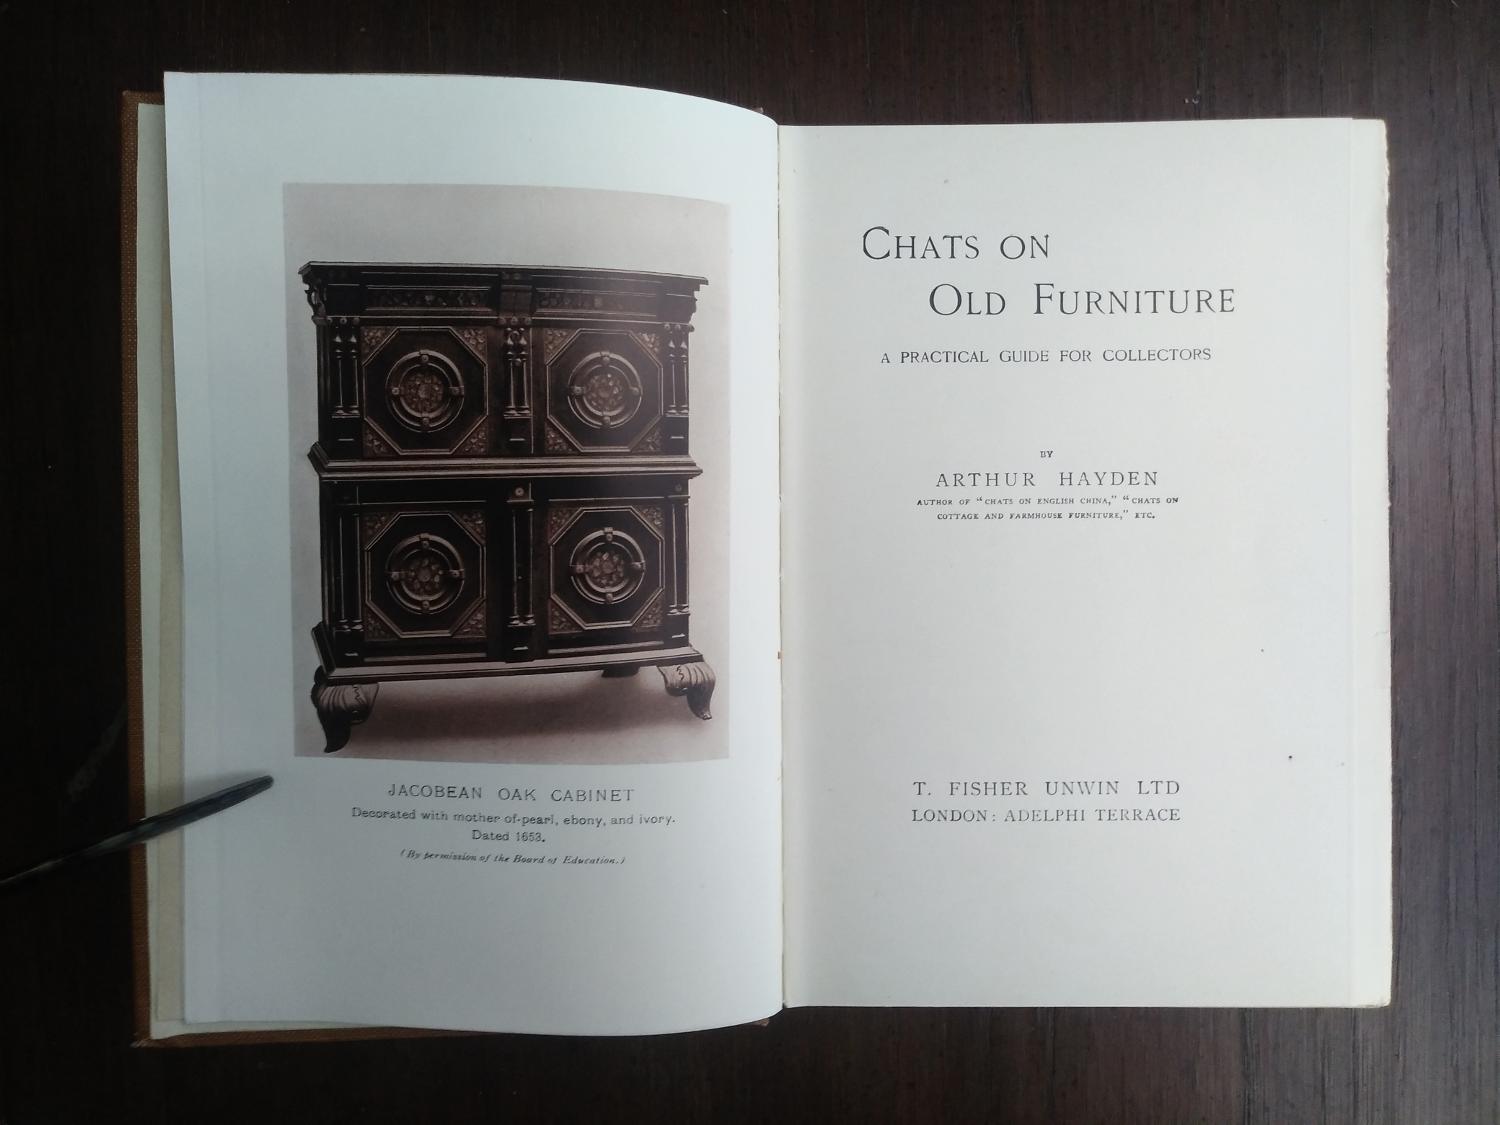 JACOBEAN OAK CABINET
Decorated with mother of-pearl, ebony, and ivory.
Dated 1653.
(By permission of the Board of Education.)
CHATS ON
OLD FURNITURE
A PRACTICAL GUIDE FOR COLLECTORS
BY
ARTHUR HAYDEN
AUTHOR OF "CHATS ON ENGLISH CHINA," "CHATS ON
COTTAGE AND FARMHOUSE FURNITURE," ETC.
T. FISHER UNWIN LTD
LONDON: ADELPHI TERRACE